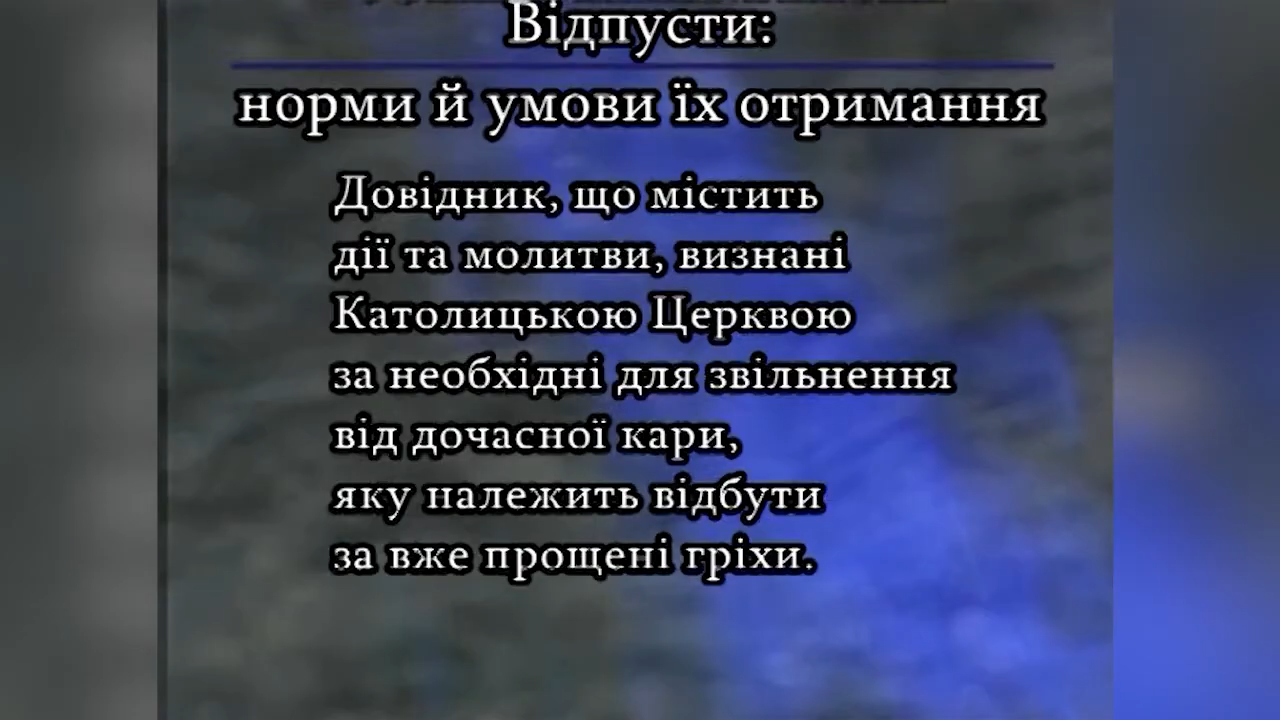 Відпусти:
норми й умови їх отримання
Довідник, що містить
дії та молитви, визнані
Католицькою Церквою
за необхідні для звільнення
від дочасної кари,
яку належить відбути
за вже прощені гріхи.